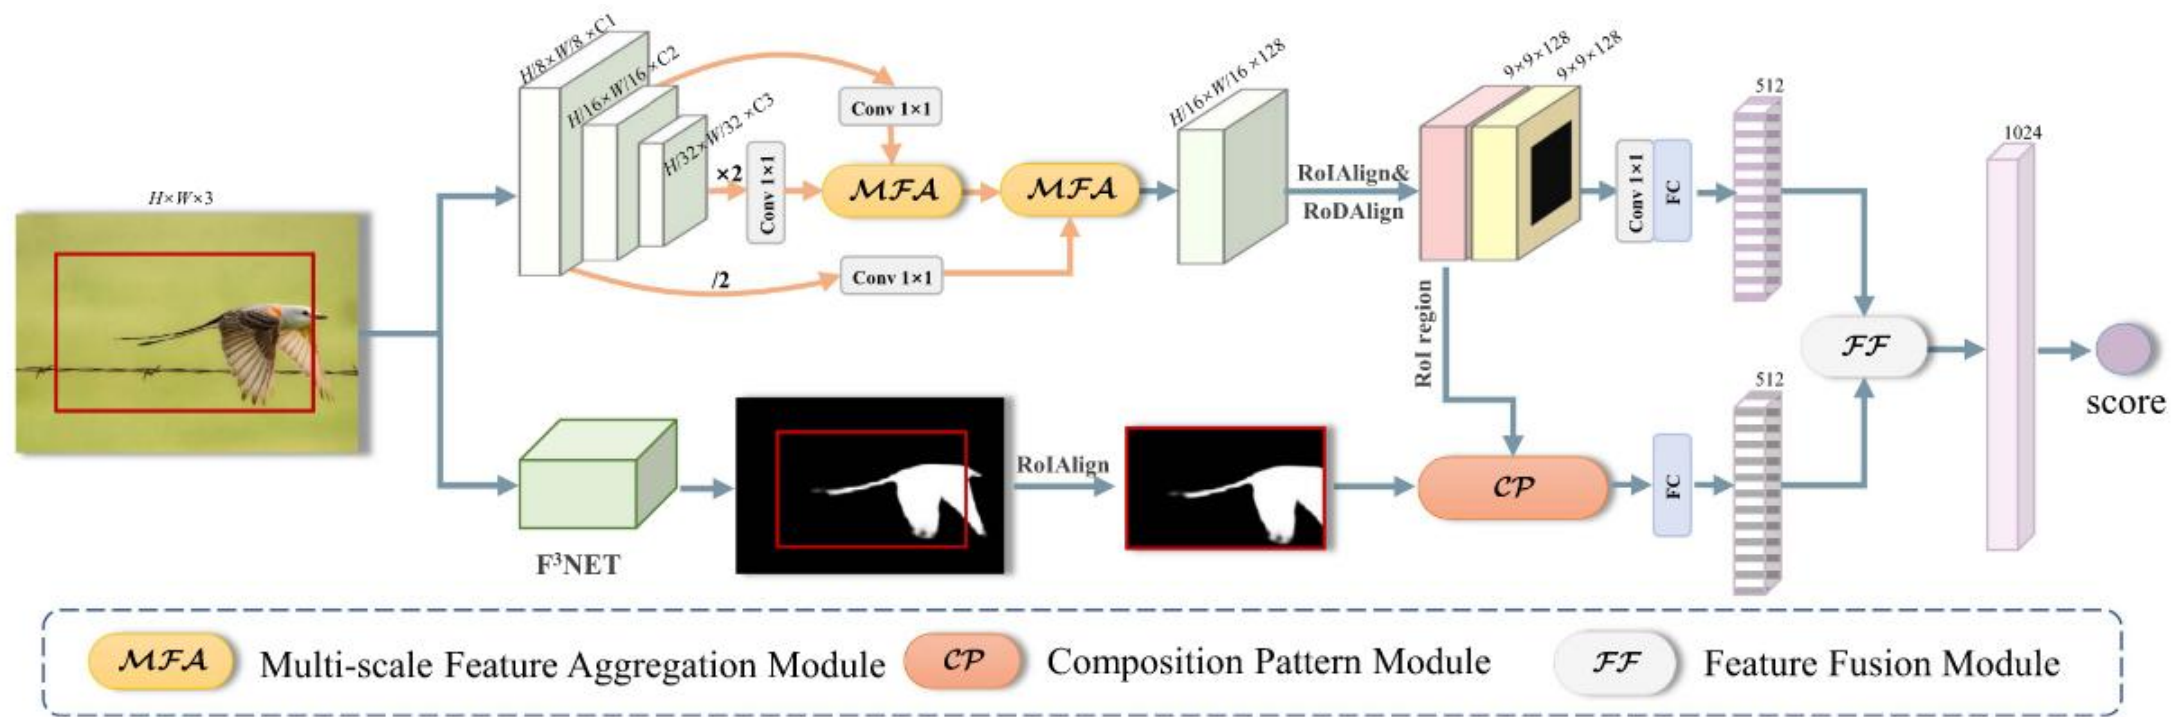 H×W×3
H/8×W/8 ×C1
H/16×W/16 ×C2
H/32×W/32 ×C3
×2
Conv 1×1
Conv 1×1
MFA
MFA
/2
Conv 1×1
H/16×W/16 ×128
RoIAlign&
RoDAlign
9×9×128
9×9×128
Conv 1×1
FC
512
1024
RoI region
FF
score
F³NET
RoIAlign
CP
FC
512
MFA Multi-scale Feature Aggregation Module CP Composition Pattern Module FF Feature Fusion Module